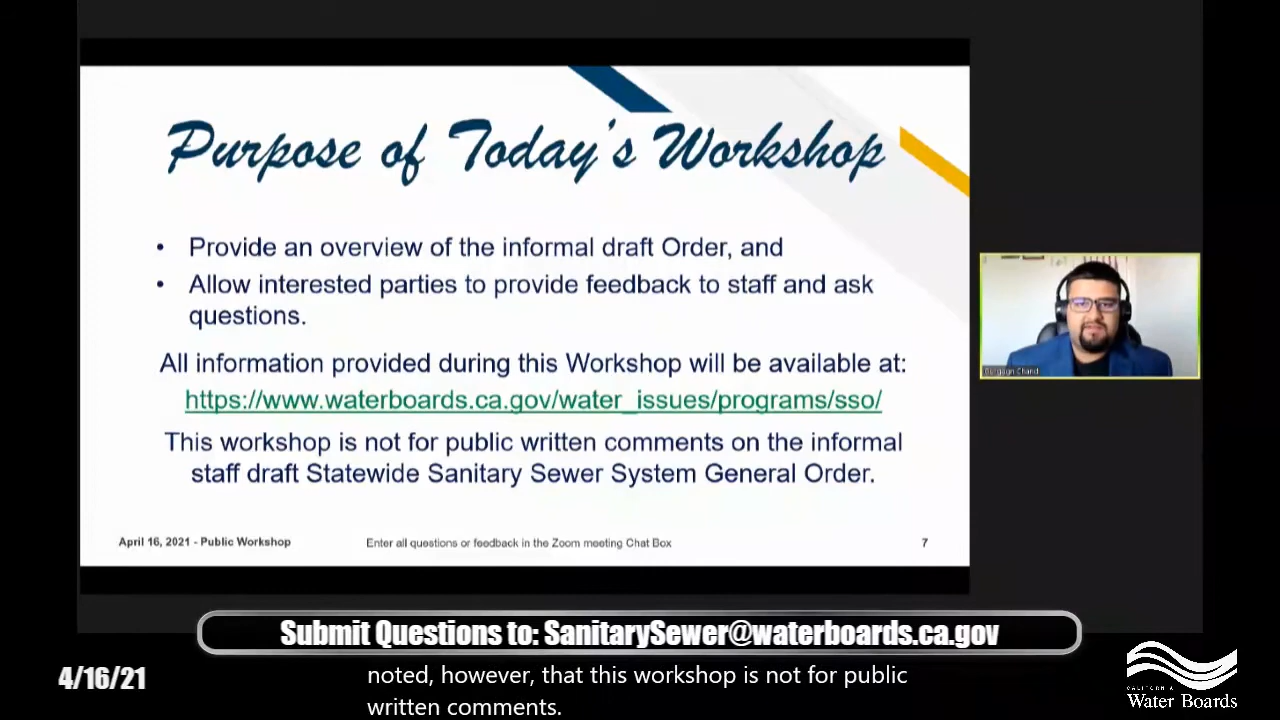 Purpose of Today's Workshop
• Provide an overview of the informal draft Order, and
• Allow interested parties to provide feedback to staff and ask
questions.
All information provided during this Workshop will be available at:
https://www.waterboards.ca.gov/water_issues/programs/sso/
This workshop is not for public written comments on the informal
staff draft Statewide Sanitary Sewer System General Order.
April 16, 2021 - Public Workshop
Enter all questions or feedback in the Zoom meeting Chat Box
7
Chand
Submit Questions to: SanitarySewer@waterboards.ca.gov
noted, however, that this workshop is not for public
written comments.
4/16/21
CALIFORNIA
Water Boards